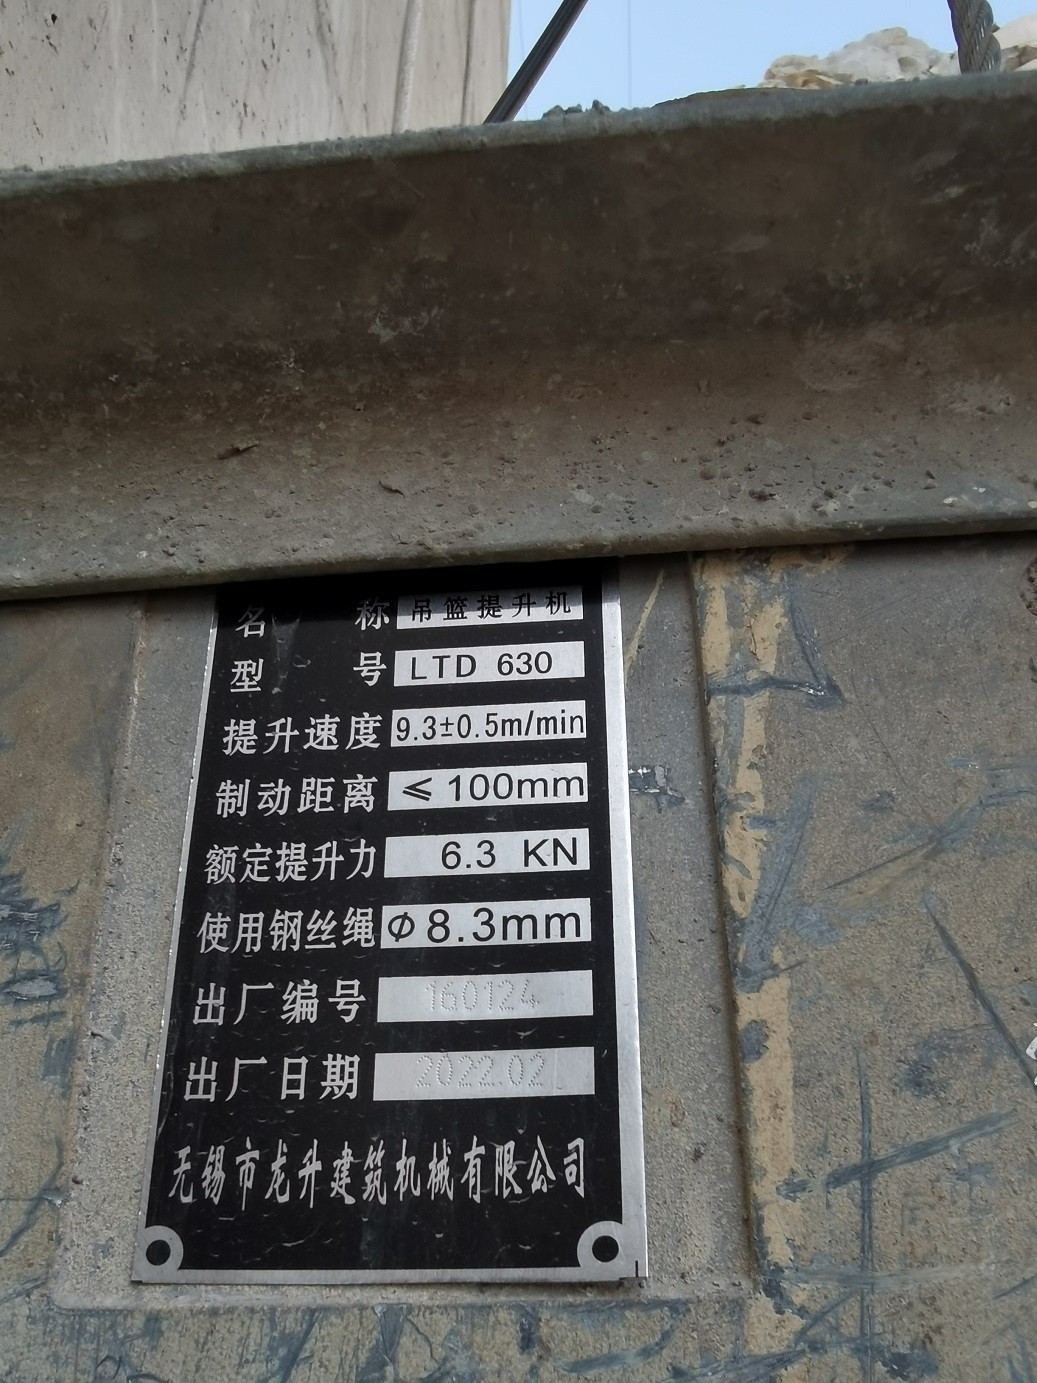 名称 吊篮提升机
型号 LTD 630
提升速度 9.3±0.5m/min
制动距离 ≤100mm
额定提升力 6.3 KN
使用钢丝绳 Φ8.3mm
出厂编号 160124
出厂日期 2022.02
无锡市龙升建筑机械有限公司